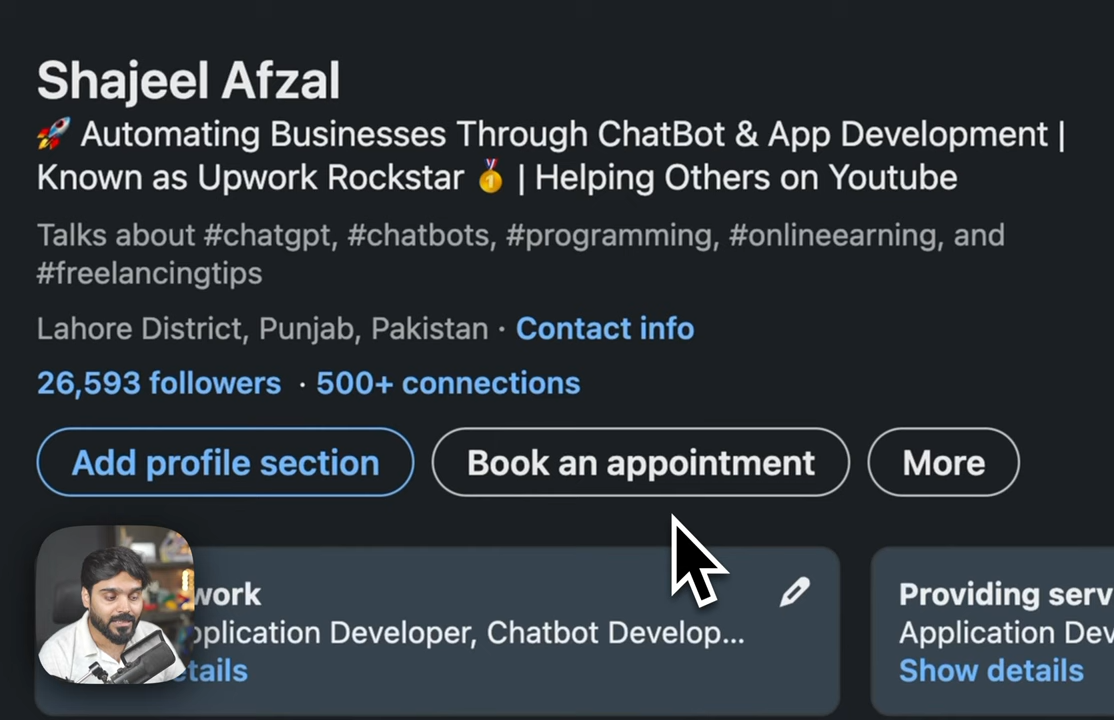 Shajeel Afzal
🚀 Automating Businesses Through ChatBot & App Development |
Known as Upwork Rockstar 🥇 | Helping Others on Youtube
Talks about #chatgpt, #chatbots, #programming, #onlineearning, and
#freelancingtips
Lahore District, Punjab, Pakistan · Contact info
26,593 followers · 500+ connections
Add profile section
Book an appointment
More
work
pplication Developer, Chatbot Develop...
etails
Providing serv
Application Dev
Show details